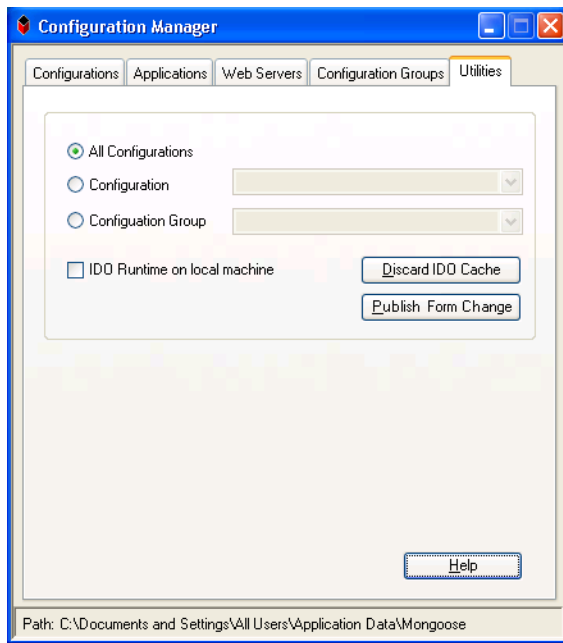 Configuration Manager
Configurations Applications Web Servers Configuration Groups Utilities
All Configurations
Configuration
Configuation Group
IDO Runtime on local machine Discard IDO Cache
Publish Form Change
Help
Path: C:\Documents and Settings\All Users\Application Data\Mongoose